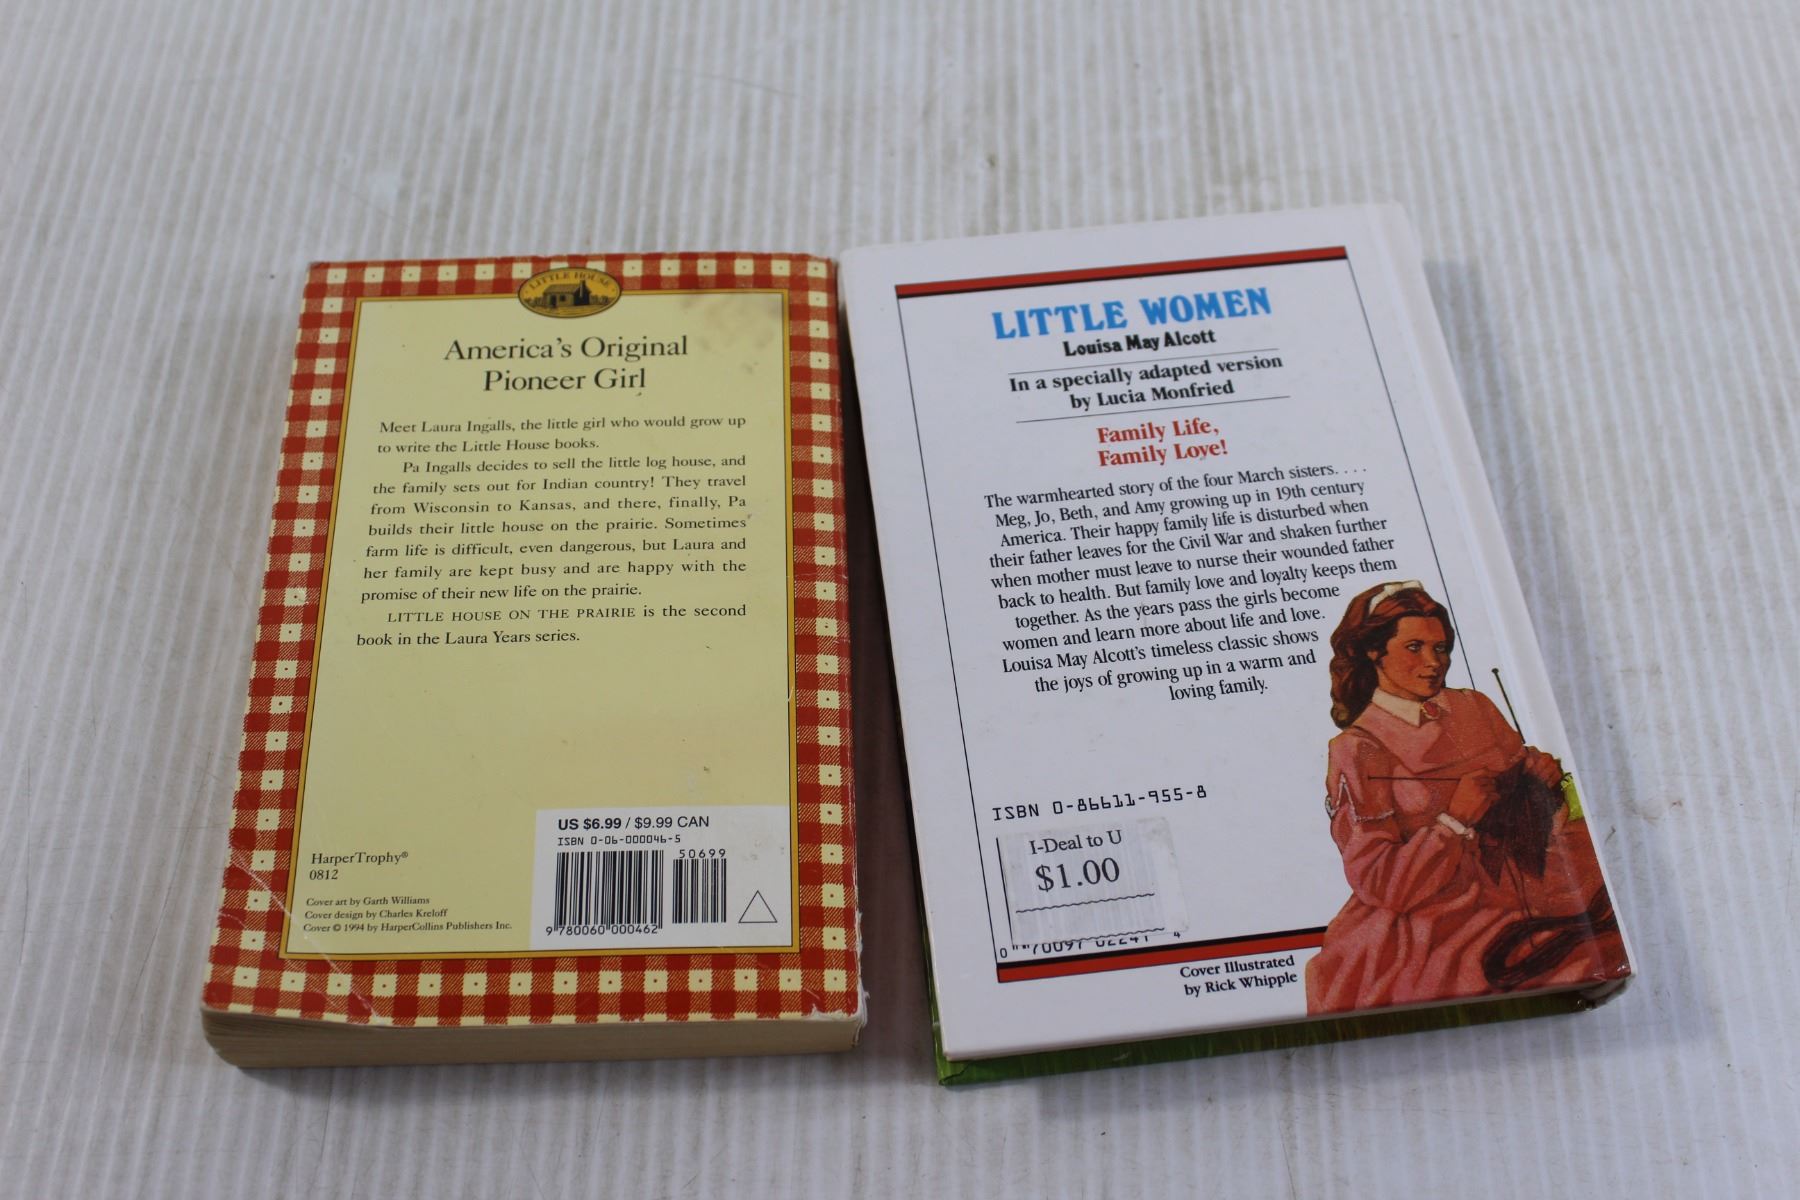 LITTLE HOUSE
America's Original
Pioneer Girl
Meet Laura Ingalls, the little girl who would grow up
to write the Little House books.
Pa Ingalls decides to sell the little log house, and
the family sets out for Indian country! They travel
from Wisconsin to Kansas, and there, finally, Pa
builds their little house on the prairie. Sometimes
farm life is difficult, even dangerous, but Laura and
her family are kept busy and are happy with the
promise of their new life on the prairie.
LITTLE HOUSE ON THE PRAIRIE is the second
book in the Laura Years series.
US $6.99 / $9.99 CAN
ISBN 0-06-000046-5
50699
9 780060 000462
HarperTrophy®
0812
Cover art by Garth Williams
Cover design by Charles Kreloff
Cover © 1994 by HarperCollins Publishers Inc.
LITTLE WOMEN
Louisa May Alcott
In a specially adapted version
by Lucia Monfried
Family Life,
Family Love!
The warmhearted story of the four March sisters. . . .
Meg, Jo, Beth, and Amy growing up in 19th century
America. Their happy family life is disturbed when
their father leaves for the Civil War and shaken further
when mother must leave to nurse their wounded father
back to health. But family love and loyalty keeps them
together. As the years pass the girls become
women and learn more about life and love.
Louisa May Alcott's timeless classic shows
the joys of growing up in a warm and
loving family.
ISBN 0-86611-955-8
I-Deal to U
$1.00
0 70097 02241 4
Cover Illustrated
by Rick Whipple